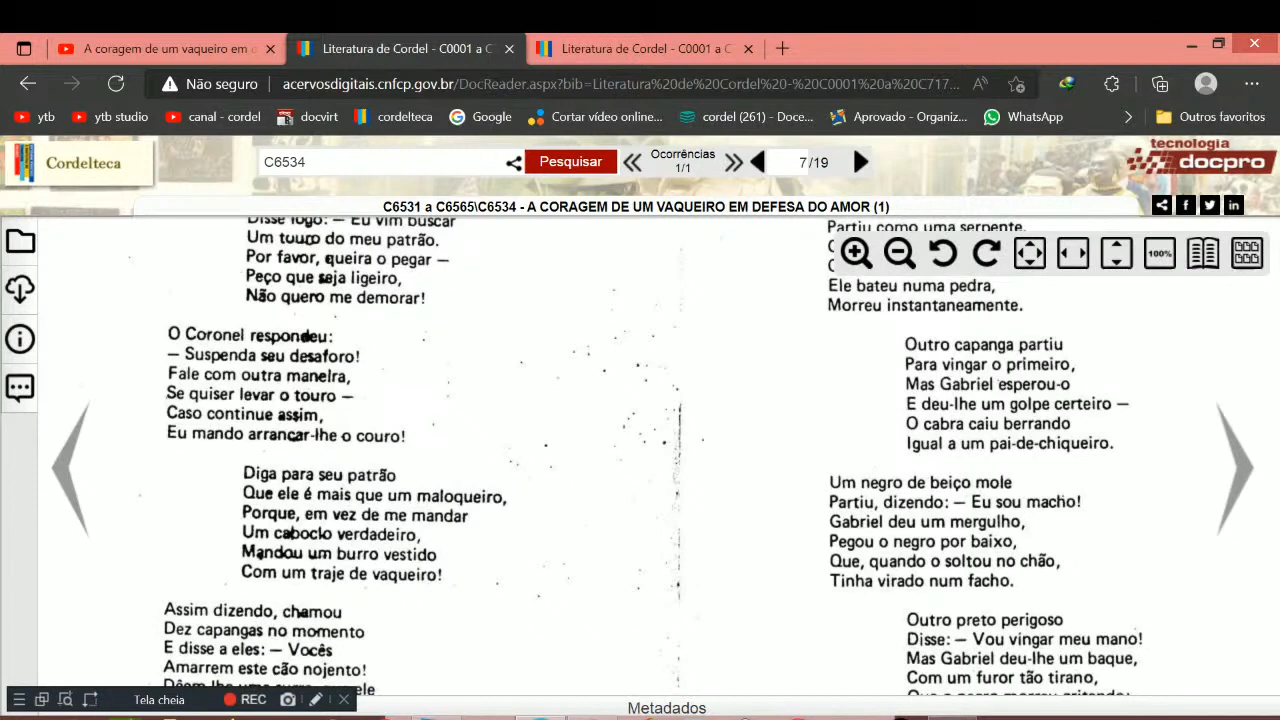 A coragem de um vaqueiro em
Literatura de Cordel - C0001 a C
Literatura de Cordel - C0001 a C
Não seguro
acervosdigitais.cnfcp.gov.br/DocReader.aspx?bib=Literatura%20de%20Cordel%20-%20C0001%20a%20C717...
ytb
ytb studio
canal - cordel
docvirt
cordelteca
Google
Cortar vídeo online...
cordel (261) - Doce...
Aprovado - Organiz...
WhatsApp
Outros favoritos
Cordelteca
C6534
Pesquisar
Ocorrências
1/1
7/19
tecnologia
docpro
C6531 a C6565\C6534 - A CORAGEM DE UM VAQUEIRO EM DEFESA DO AMOR (1)
100%
Disse logo: — Eu vim buscar
Um touro do meu patrão.
Por favor, queira o pegar —
Peço que seja ligeiro,
Não quero me demorar!
O Coronel respondeu:
— Suspenda seu desaforo!
Fale com outra maneira,
Se quiser levar o touro —
Caso continue assim,
Eu mando arrancar-lhe o couro!
Diga para seu patrão
Que ele é mais que um maloqueiro,
Porque, em vez de me mandar
Um caboclo verdadeiro,
Mandou um burro vestido
Com um traje de vaqueiro!
Assim dizendo, chamou
Dez capangas no momento
E disse a eles: — Vocês
Amarrem este cão nojento!
Partiu como uma serpente,
Ele bateu numa pedra,
Morreu instantaneamente.
Outro capanga partiu
Para vingar o primeiro,
Mas Gabriel esperou-o
E deu-lhe um golpe certeiro —
O cabra caiu berrando
Igual a um pai-de-chiqueiro.
Um negro de beiço mole
Partiu, dizendo: — Eu sou macho!
Gabriel deu um mergulho,
Pegou o negro por baixo,
Que, quando o soltou no chão,
Tinha virado num facho.
Outro preto perigoso
Disse: — Vou vingar meu mano!
Mas Gabriel deu-lhe um baque,
Com um furor tão tirano,
Tela cheia
REC
Metadados